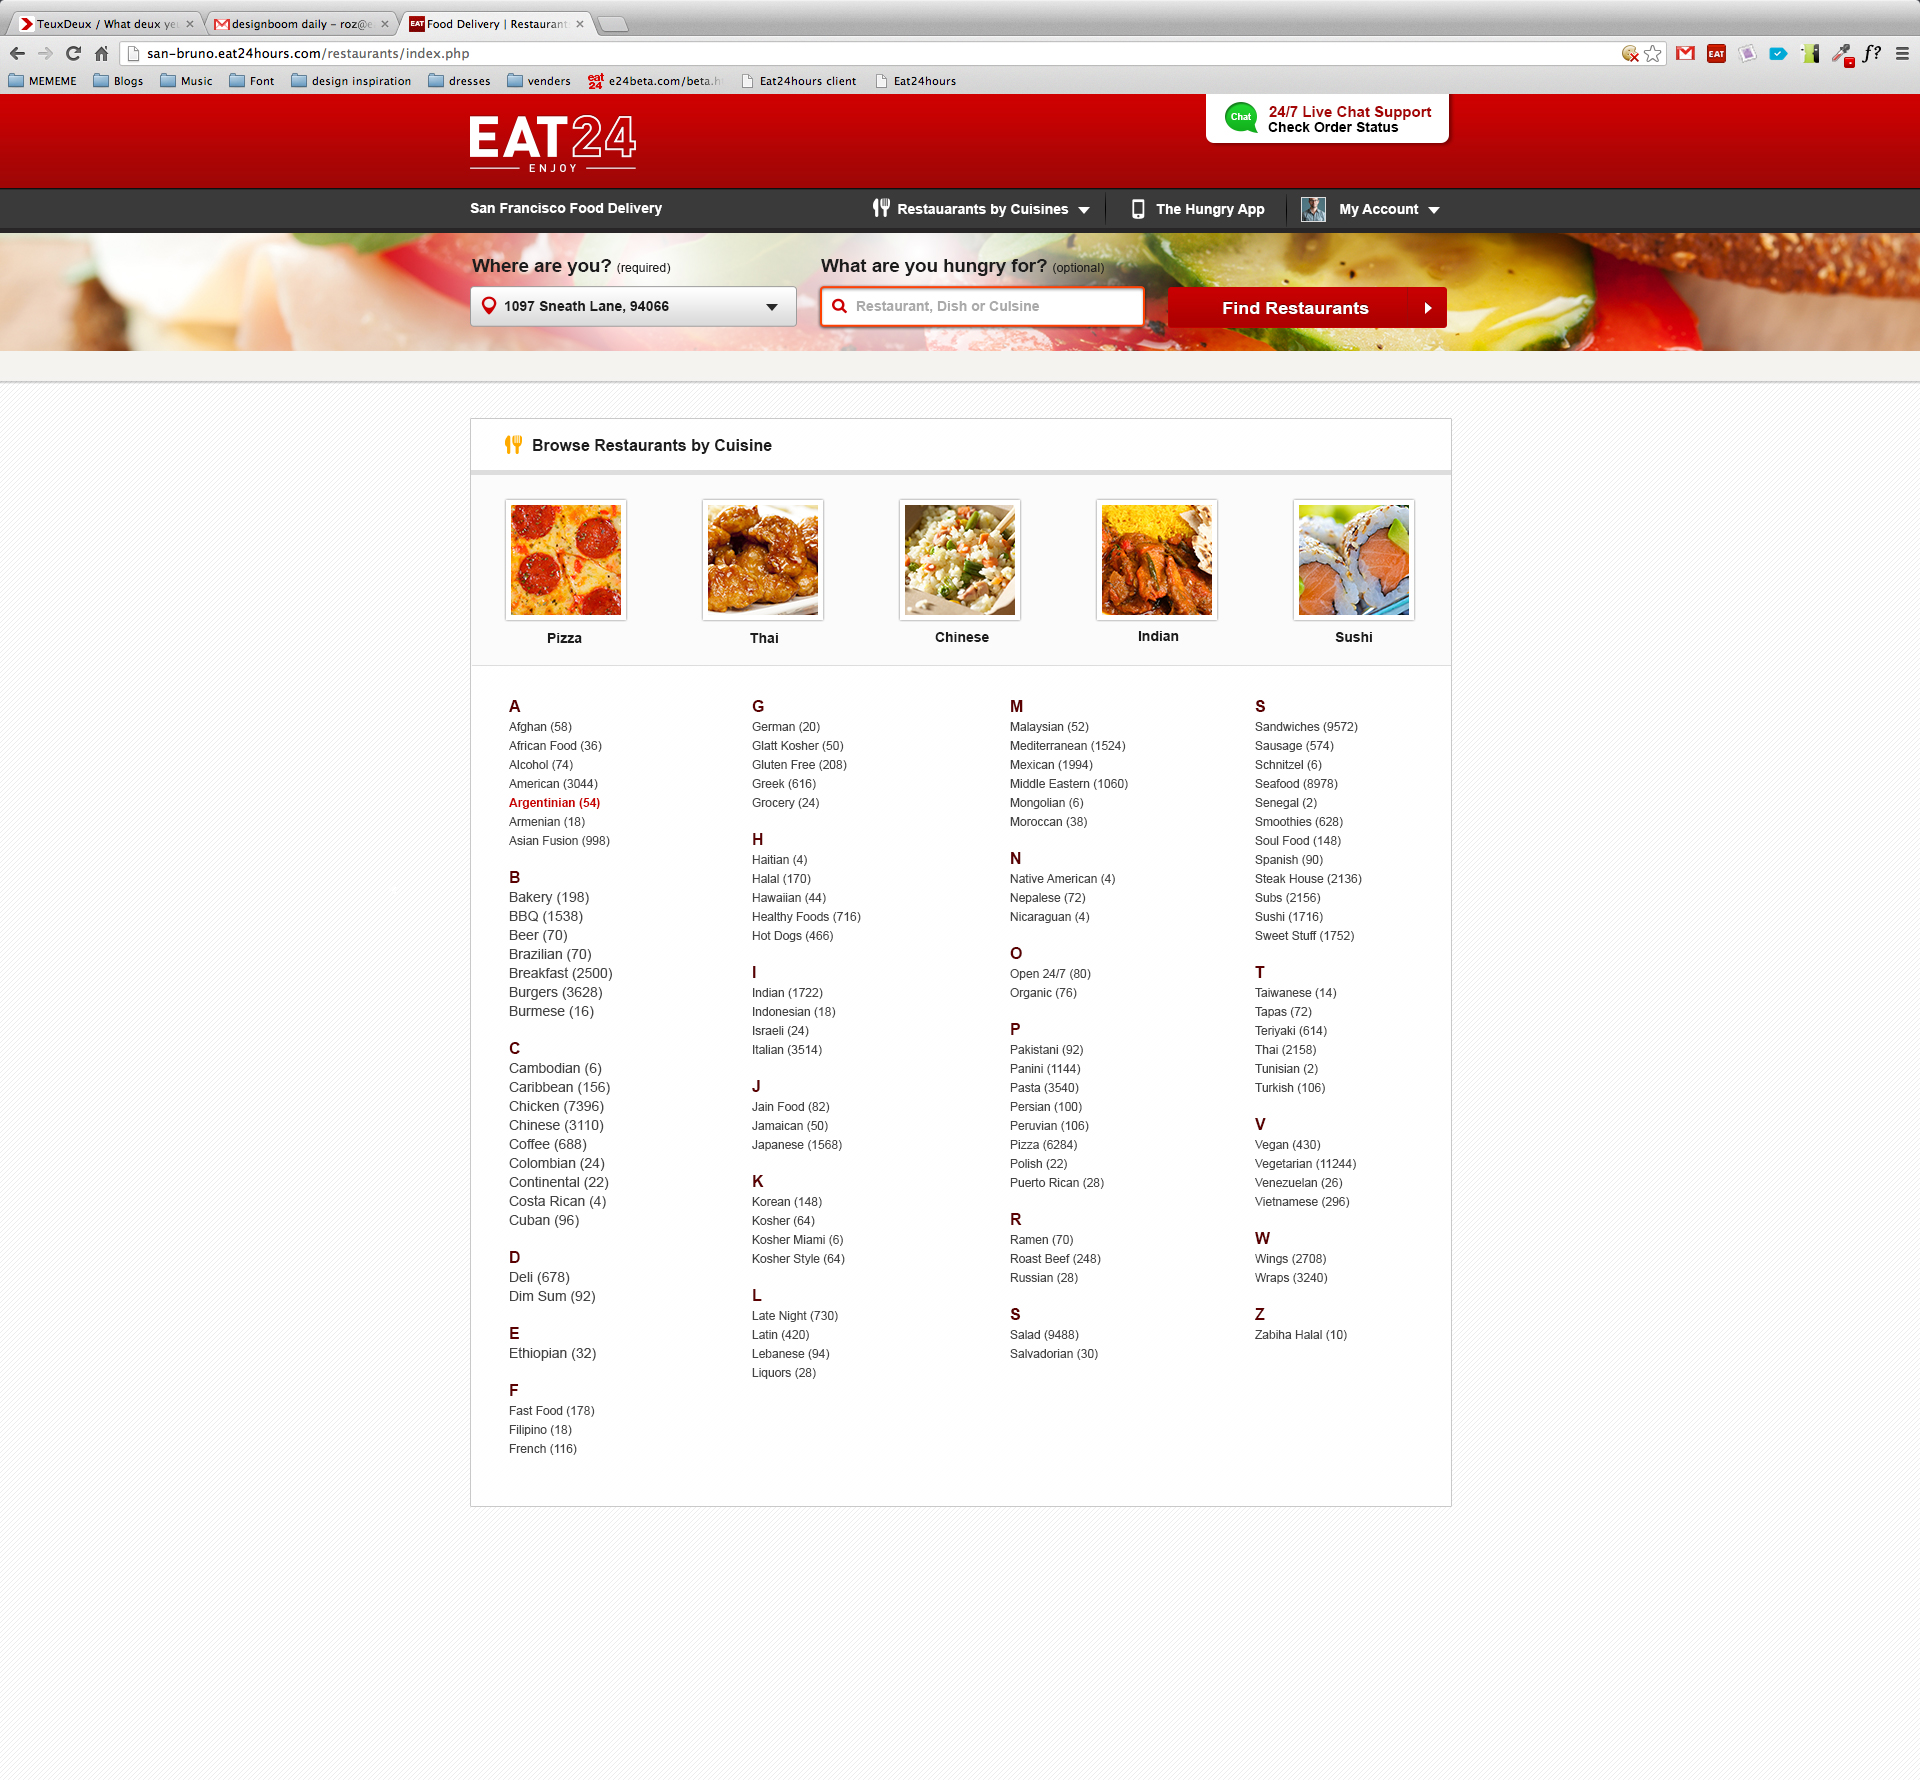 TeuxDeux / What deux ye
designboom daily - roz@e
EAT Food Delivery | Restaurant
san-bruno.eat24hours.com/restaurants/index.php
EAT
f?
MEMEME
Blogs
Music
Font
design inspiration
dresses
venders
eat 24 e24beta.com/beta.h
Eat24hours client
Eat24hours
EAT24
ENJOY
Chat
24/7 Live Chat Support
Check Order Status
San Francisco Food Delivery
Restauarants by Cuisines
The Hungry App
My Account
Where are you? (required)
What are you hungry for? (optional)
1097 Sneath Lane, 94066
Restaurant, Dish or Cuisine
Find Restaurants
Browse Restaurants by Cuisine
Pizza
Thai
Chinese
Indian
Sushi
A
Afghan (58)
African Food (36)
Alcohol (74)
American (3044)
Argentinian (54)
Armenian (18)
Asian Fusion (998)
B
Bakery (198)
BBQ (1538)
Beer (70)
Brazilian (70)
Breakfast (2500)
Burgers (3628)
Burmese (16)
C
Cambodian (6)
Caribbean (156)
Chicken (7396)
Chinese (3110)
Coffee (688)
Colombian (24)
Continental (22)
Costa Rican (4)
Cuban (96)
D
Deli (678)
Dim Sum (92)
E
Ethiopian (32)
F
Fast Food (178)
Filipino (18)
French (116)
G
German (20)
Glatt Kosher (50)
Gluten Free (208)
Greek (616)
Grocery (24)
H
Haitian (4)
Halal (170)
Hawaiian (44)
Healthy Foods (716)
Hot Dogs (466)
I
Indian (1722)
Indonesian (18)
Israeli (24)
Italian (3514)
J
Jain Food (82)
Jamaican (50)
Japanese (1568)
K
Korean (148)
Kosher (64)
Kosher Miami (6)
Kosher Style (64)
L
Late Night (730)
Latin (420)
Lebanese (94)
Liquors (28)
M
Malaysian (52)
Mediterranean (1524)
Mexican (1994)
Middle Eastern (1060)
Mongolian (6)
Moroccan (38)
N
Native American (4)
Nepalese (72)
Nicaraguan (4)
O
Open 24/7 (80)
Organic (76)
P
Pakistani (92)
Panini (1144)
Pasta (3540)
Persian (100)
Peruvian (106)
Pizza (6284)
Polish (22)
Puerto Rican (28)
R
Ramen (70)
Roast Beef (248)
Russian (28)
S
Salad (9488)
Salvadorian (30)
S
Sandwiches (9572)
Sausage (574)
Schnitzel (6)
Seafood (8978)
Senegal (2)
Smoothies (628)
Soul Food (148)
Spanish (90)
Steak House (2136)
Subs (2156)
Sushi (1716)
Sweet Stuff (1752)
T
Taiwanese (14)
Tapas (72)
Teriyaki (614)
Thai (2158)
Tunisian (2)
Turkish (106)
V
Vegan (430)
Vegetarian (11244)
Venezuelan (26)
Vietnamese (296)
W
Wings (2708)
Wraps (3240)
Z
Zabiha Halal (10)